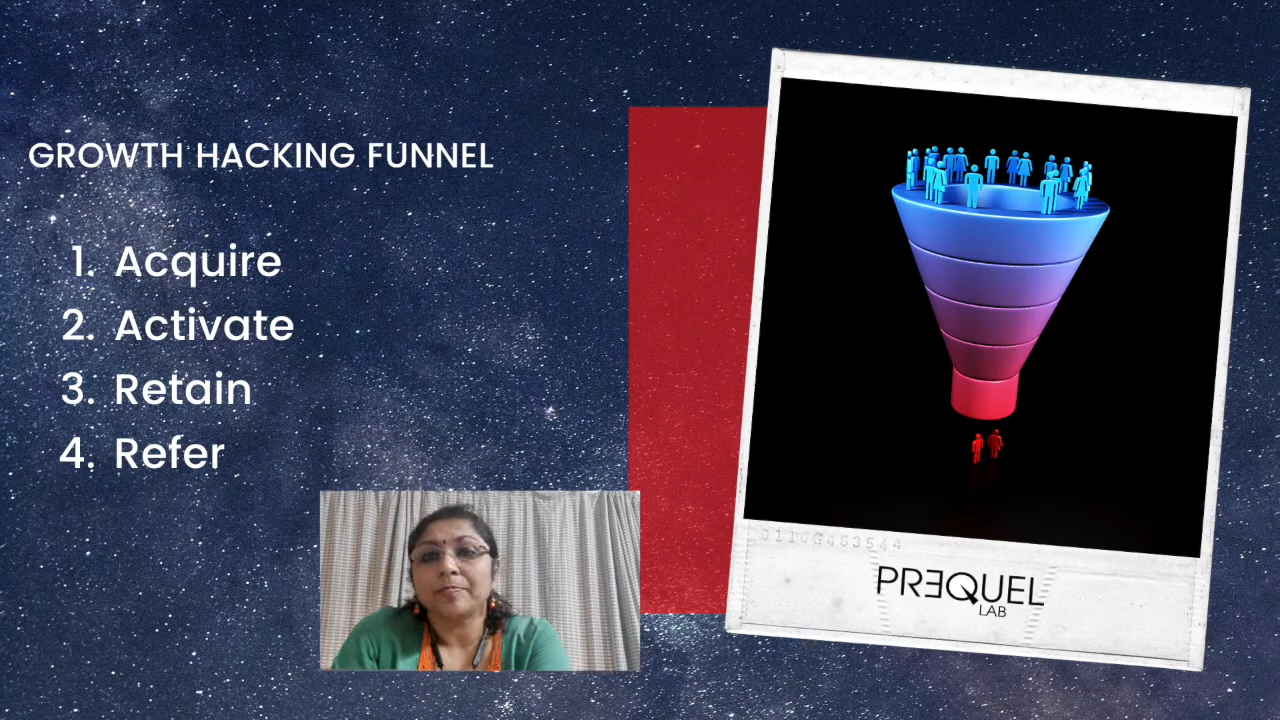 GROWTH HACKING FUNNEL
1. Acquire
2. Activate
3. Retain
4. Refer
PREQUEL
LAB